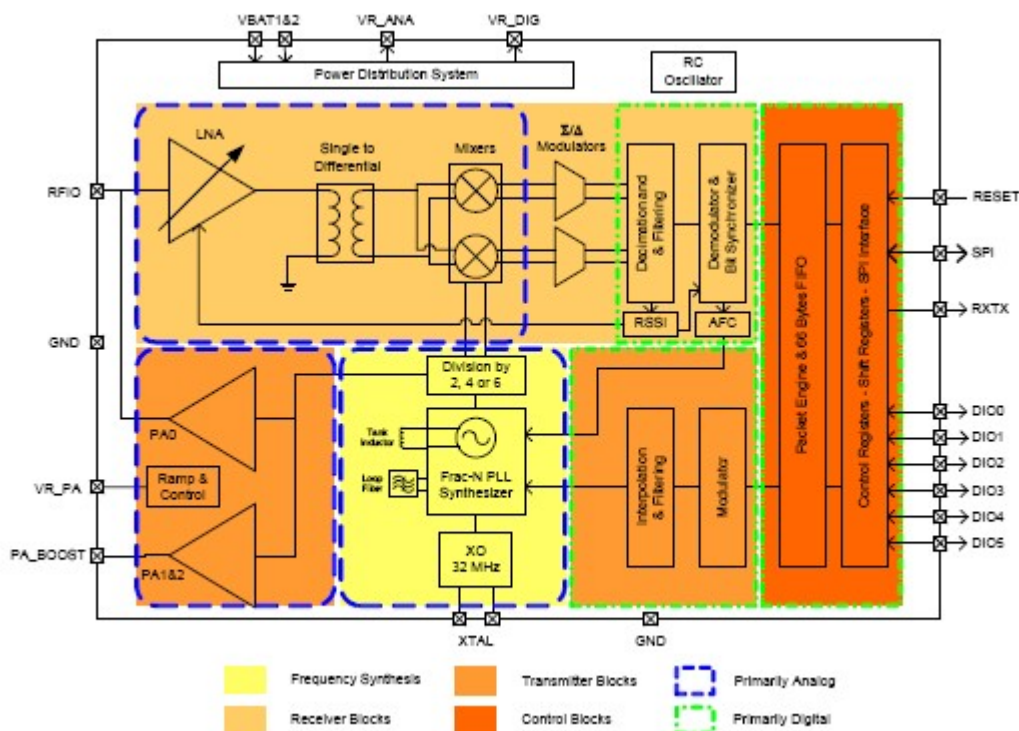 VBAT1&2 VR_ANA VR_DIG
Power Distribution System
RC
Oscillator
LNA
Single to
Differential
Mixers
Σ/Δ
Modulators
Decimation and
& Filtering
Demodulator &
Bit Synchronizer
RSSI
AFC
Packet Engine & 66 Bytes FIFO
Control Registers - Shift Registers - SPI Interface
RFIO
GND
VR_PA
PA_BOOST
RESET
SPI
RXTX
DIO0
DIO1
DIO2
DIO3
DIO4
DIO5
PA0
Ramp &
Control
PA1&2
Division by
2, 4 or 6
Tank
Inductor
Loop
Filter
Frac-N PLL
Synthesizer
XO
32 MHz
Interpolation
& Filtering
Modulator
XTAL
GND
Frequency Synthesis
Transmitter Blocks
Primarily Analog
Receiver Blocks
Control Blocks
Primarily Digital